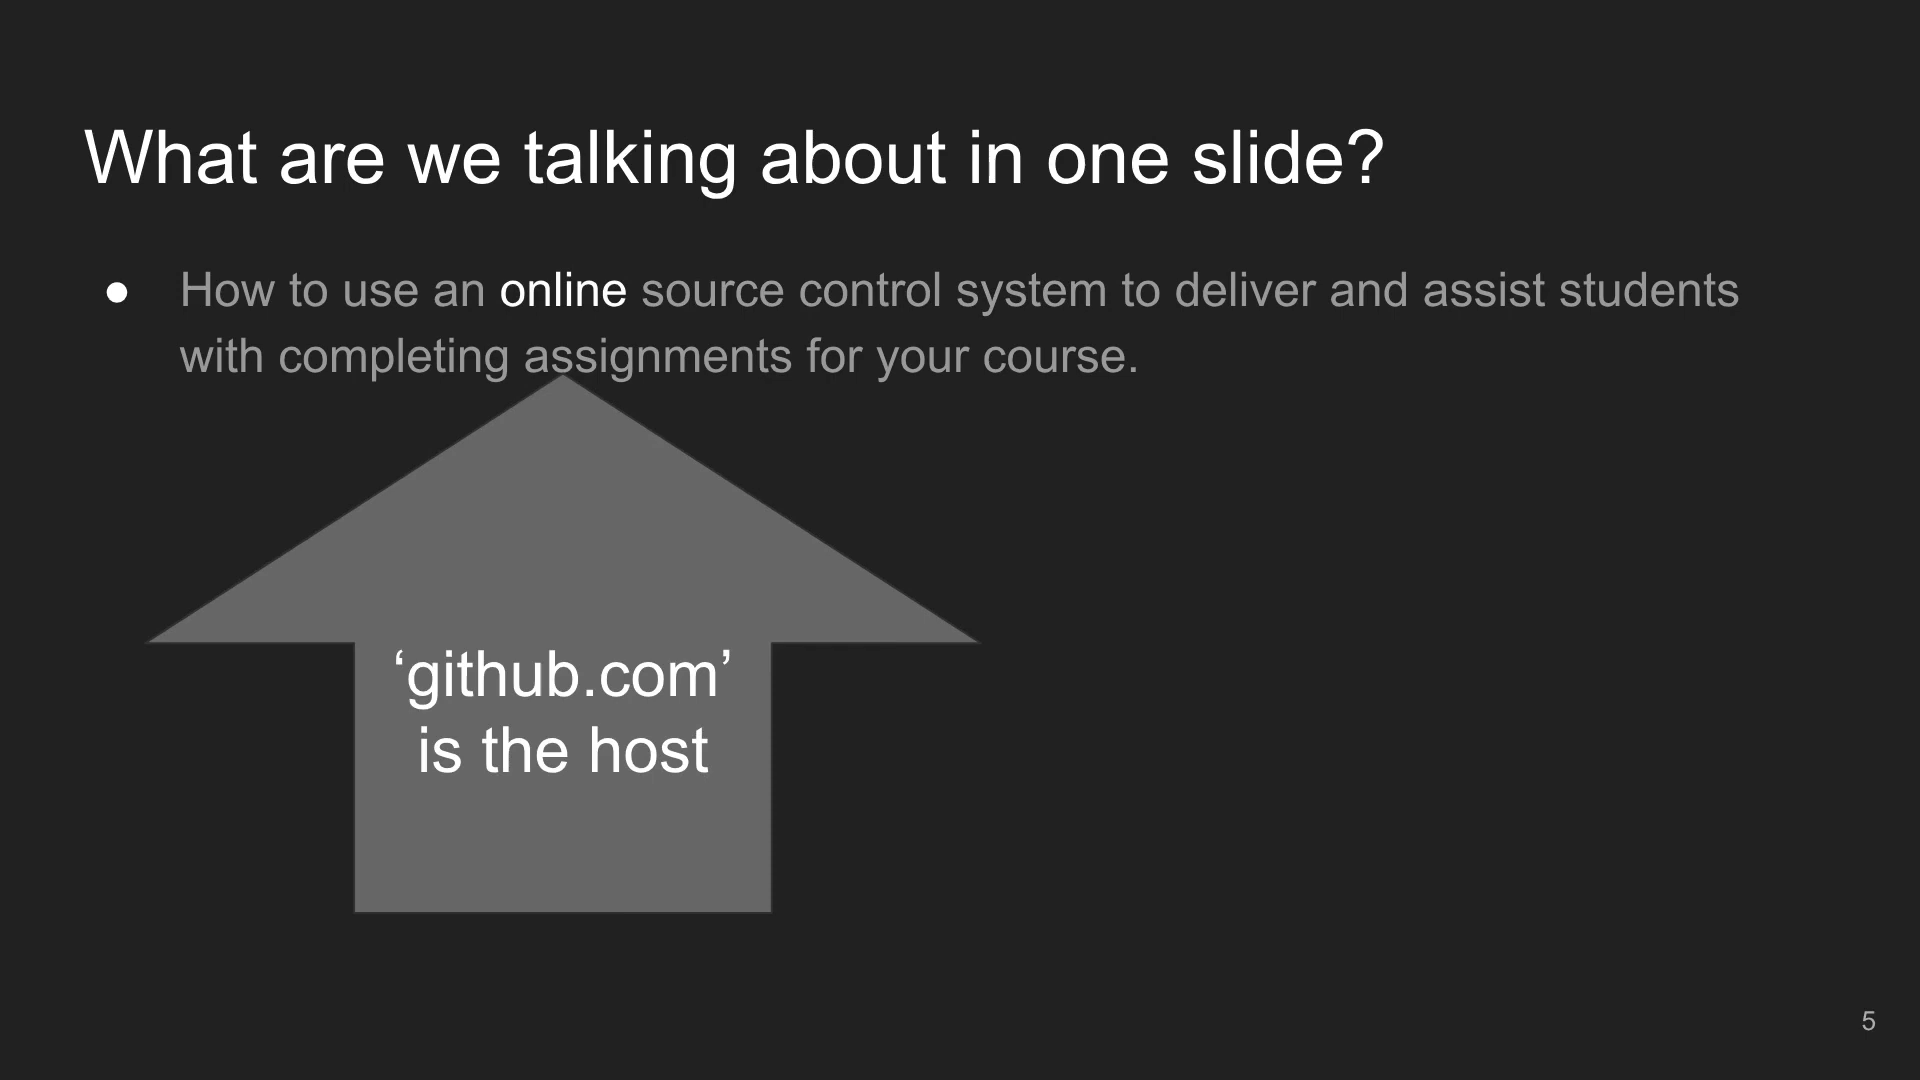 What are we talking about in one slide?
● How to use an online source control system to deliver and assist students
with completing assignments for your course.
‘github.com’
is the host
5